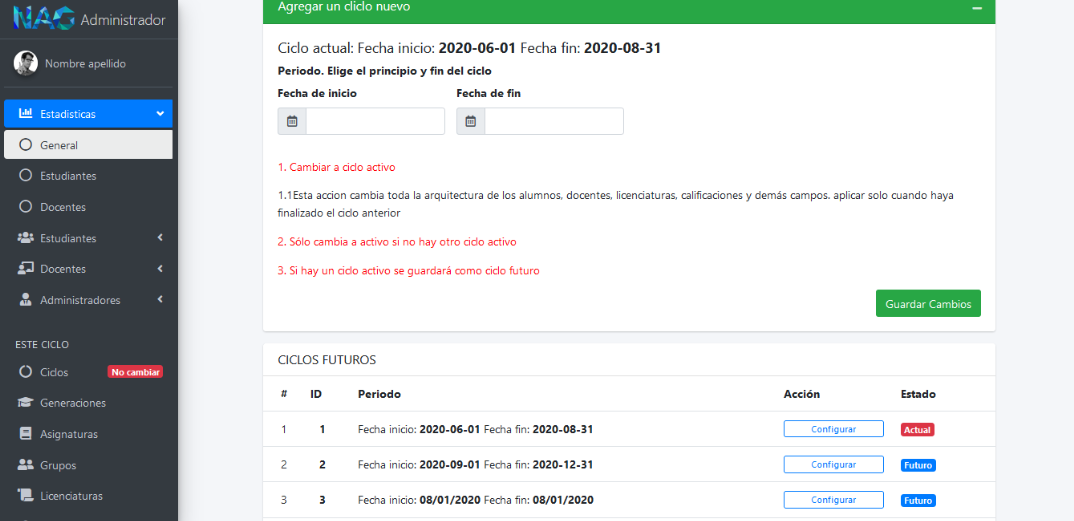 NAG Administrador
Nombre apellido
Estadisticas
General
Estudiantes
Docentes
Estudiantes
Docentes
Administradores
ESTE CICLO
Ciclos No cambiar
Generaciones
Asignaturas
Grupos
Licenciaturas
Agregar un clclo nuevo
Ciclo actual: Fecha inicio: 2020-06-01 Fecha fin: 2020-08-31
Periodo. Elige el principio y fin del ciclo
Fecha de inicio Fecha de fin
1. Cambiar a ciclo activo
1.1Esta accion cambia toda la arquitectura de los alumnos, docentes, licenciaturas, calificaciones y demás campos. aplicar solo cuando haya
finalizado el ciclo anterior
2. Sólo cambia a activo si no hay otro ciclo activo
3. Si hay un ciclo activo se guardará como ciclo futuro
Guardar Cambios
CICLOS FUTUROS
# ID Periodo Acción Estado
1 1 Fecha inicio: 2020-06-01 Fecha fin: 2020-08-31 Configurar Actual
2 2 Fecha inicio: 2020-09-01 Fecha fin: 2020-12-31 Configurar Futuro
3 3 Fecha inicio: 08/01/2020 Fecha fin: 08/01/2020 Configurar Futuro